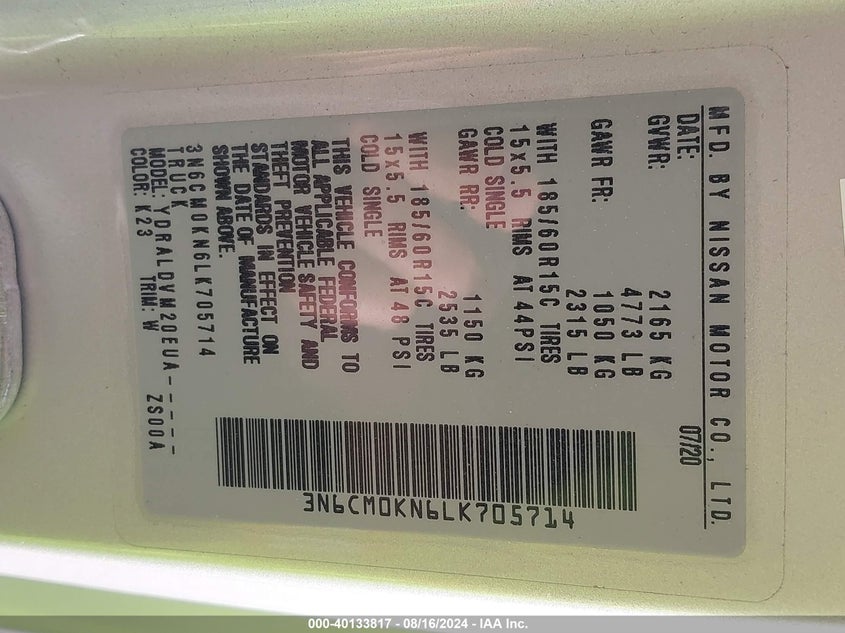 MFD. BY NISSAN MOTOR CO., LTD.
DATE: 07/20
GVWR: 2165 KG
4773 LB
GAWR FR: 1050 KG
2315 LB
WITH 185/60R15C TIRES
15x5.5 RIMS AT 44PSI
COLD SINGLE
GAWR RR: 1150 KG
2535 LB
WITH 185/60R15C TIRES
15x5.5 RIMS AT 48 PSI
COLD SINGLE
THIS VEHICLE CONFORMS TO
ALL APPLICABLE FEDERAL
MOTOR VEHICLE SAFETY AND
THEFT PREVENTION
STANDARDS IN EFFECT ON
THE DATE OF MANUFACTURE
SHOWN ABOVE.
3N6CM0KN6LK705714
TRUCK
MODEL: YDRALDVM20EUA-----
COLOR: K23 TRIM: W ZS00A
3N6CM0KN6LK705714
000-40133817 - 08/16/2024 - IAA Inc.